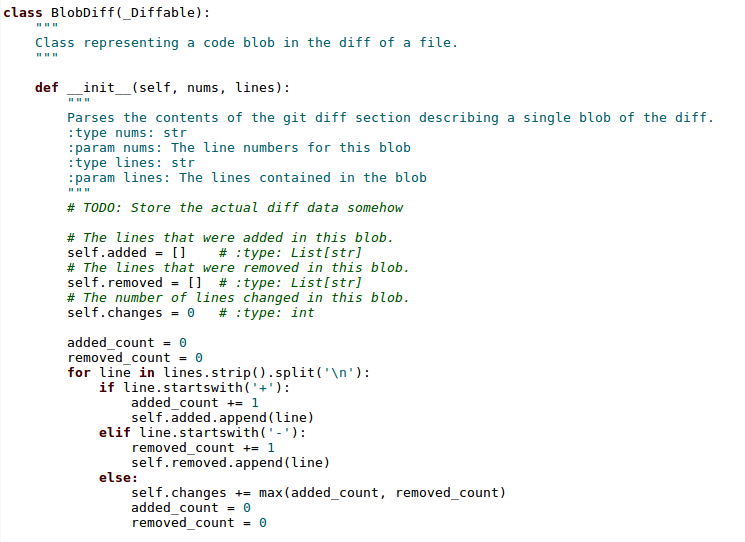 class BlobDiff(_Diffable):
    """
    Class representing a code blob in the diff of a file.
    """

    def __init__(self, nums, lines):
        """
        Parses the contents of the git diff section describing a single blob of the diff.
        :type nums: str
        :param nums: The line numbers for this blob
        :type lines: str
        :param lines: The lines contained in the blob
        """
        # TODO: Store the actual diff data somehow

        # The lines that were added in this blob.
        self.added = []    # :type: List[str]
        # The lines that were removed in this blob.
        self.removed = []  # :type: List[str]
        # The number of lines changed in this blob.
        self.changes = 0   # :type: int

        added_count = 0
        removed_count = 0
        for line in lines.strip().split('\n'):
            if line.startswith('+'):
                added_count += 1
                self.added.append(line)
            elif line.startswith('-'):
                removed_count += 1
                self.removed.append(line)
            else:
                self.changes += max(added_count, removed_count)
                added_count = 0
                removed_count = 0